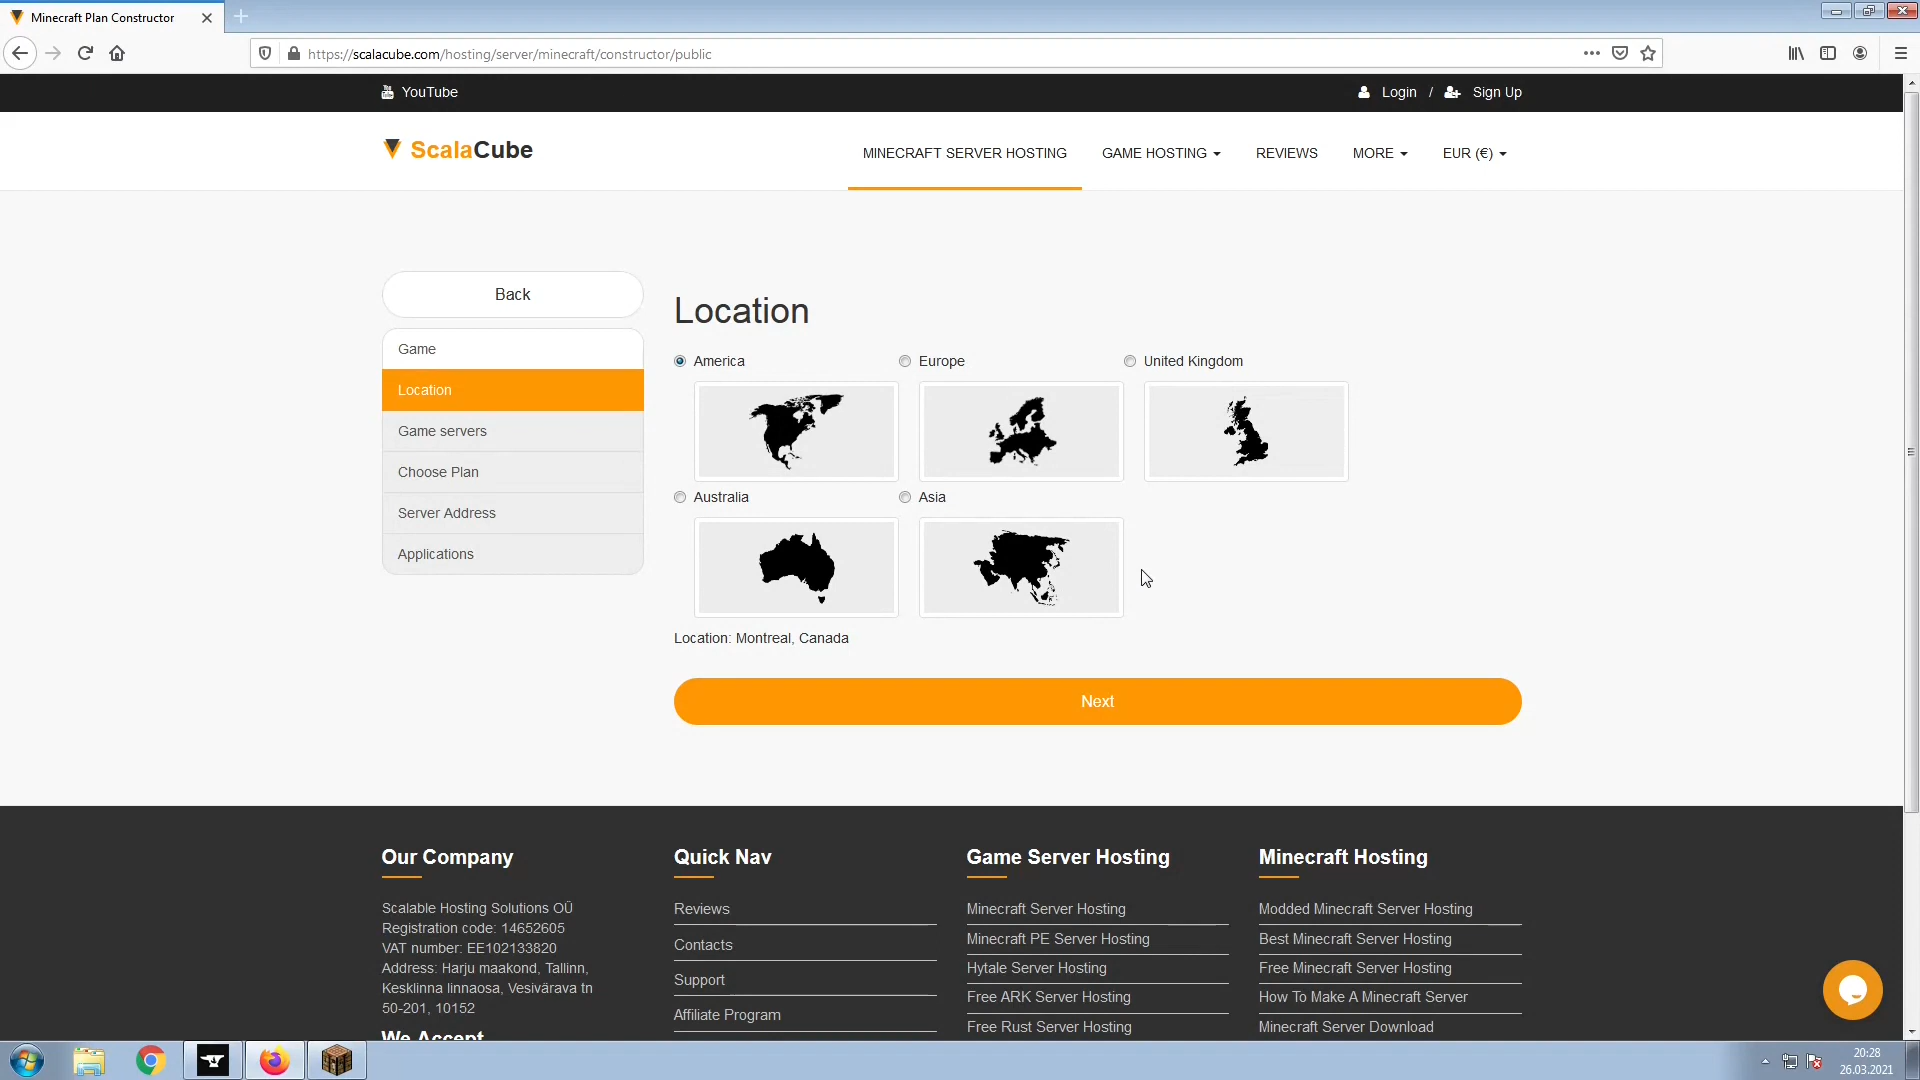 Minecraft Plan Constructor
https://scalacube.com/hosting/server/minecraft/constructor/public
YouTube
Login / Sign Up
ScalaCube
MINECRAFT SERVER HOSTING
GAME HOSTING
REVIEWS
MORE
EUR (€)
Back
Game
Location
Game servers
Choose Plan
Server Address
Applications
Location
America
Europe
United Kingdom
Australia
Asia
Location: Montreal, Canada
Next
Our Company
Scalable Hosting Solutions OÜ
Registration code: 14652605
VAT number: EE102133820
Address: Harju maakond, Tallinn,
Kesklinna linnaosa, Vesivärava tn
50-201, 10152
We Accept
Quick Nav
Reviews
Contacts
Support
Affiliate Program
Game Server Hosting
Minecraft Server Hosting
Minecraft PE Server Hosting
Hytale Server Hosting
Free ARK Server Hosting
Free Rust Server Hosting
Minecraft Hosting
Modded Minecraft Server Hosting
Best Minecraft Server Hosting
Free Minecraft Server Hosting
How To Make A Minecraft Server
Minecraft Server Download
20:28
26.03.2021